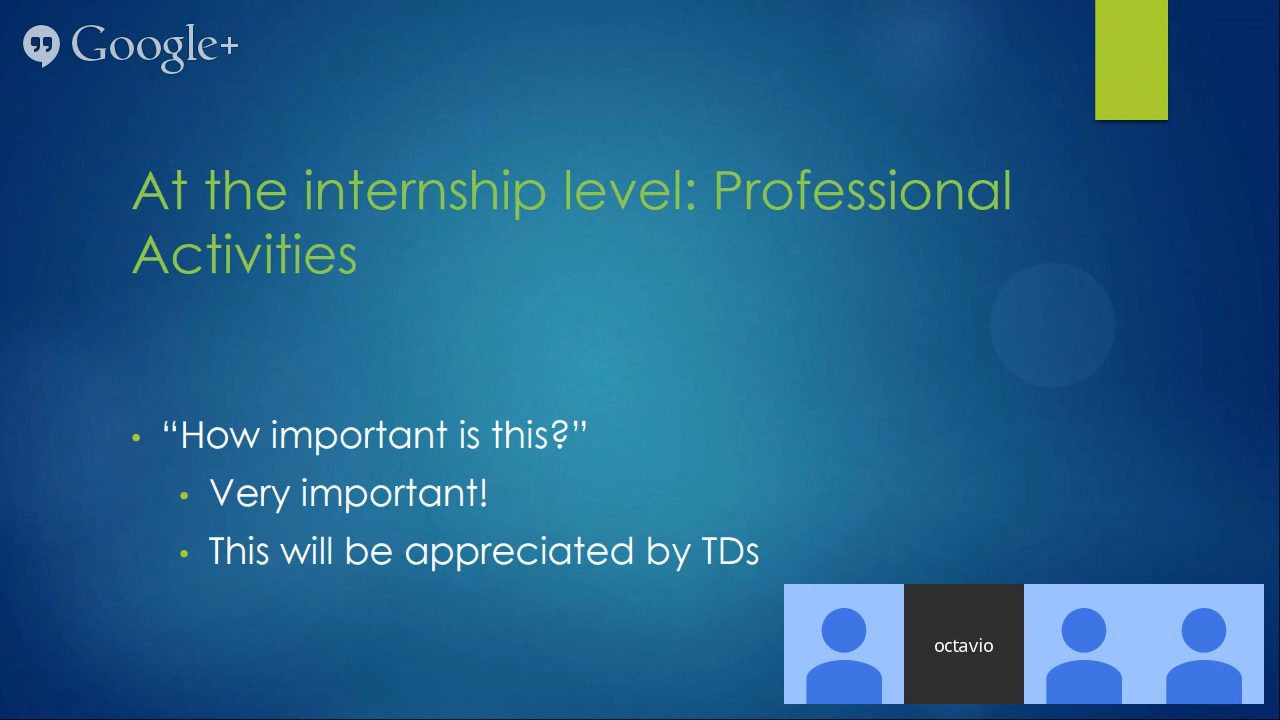 Google+
At the internship level: Professional
Activities
• “How important is this?”
• Very important!
• This will be appreciated by TDs
octavio